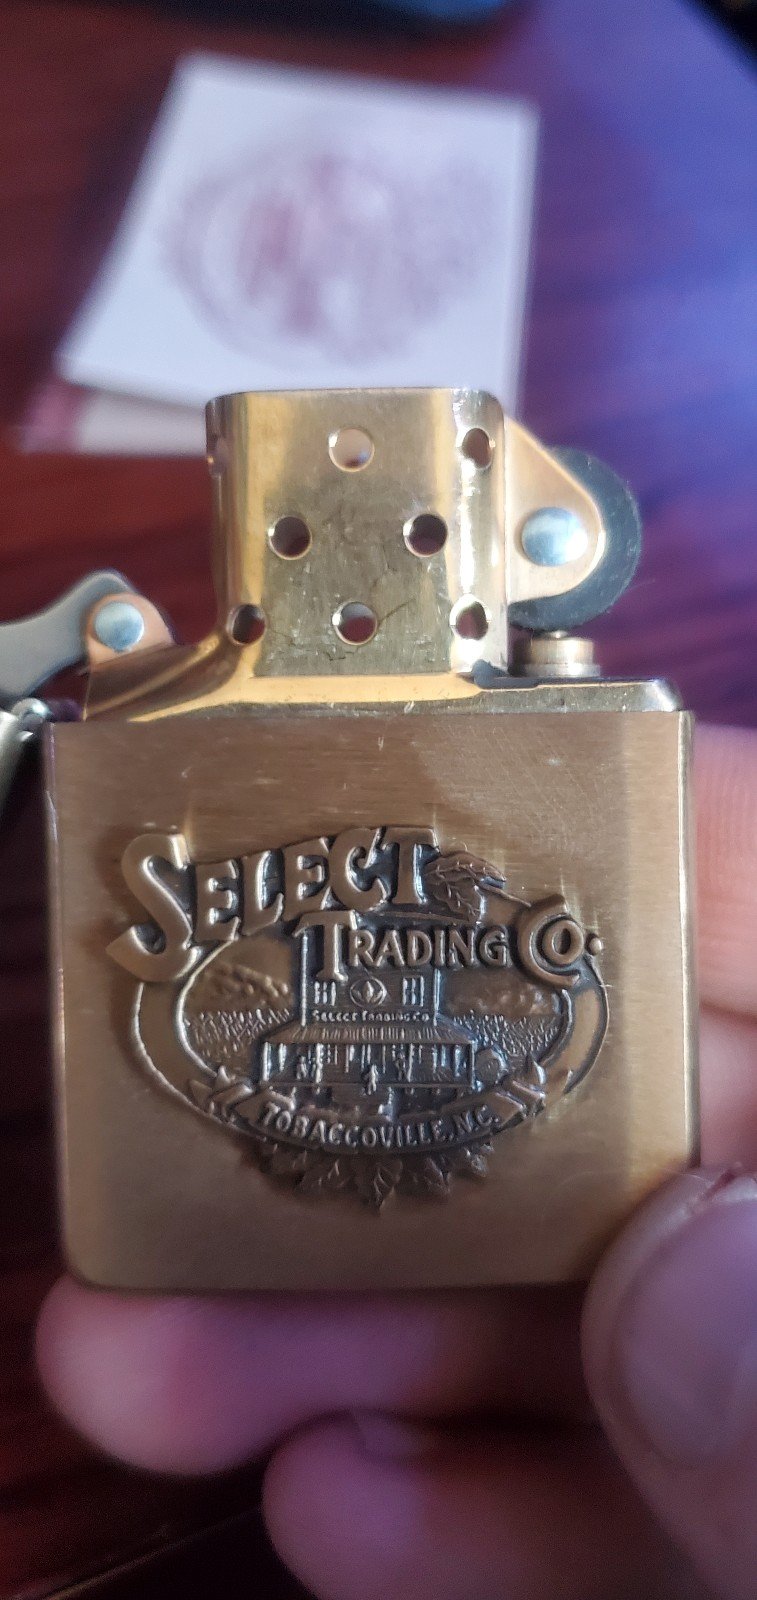 SELECT
TRADING CO.
SELECT TRADING CO.
TOBACCOVILLE, N.C.